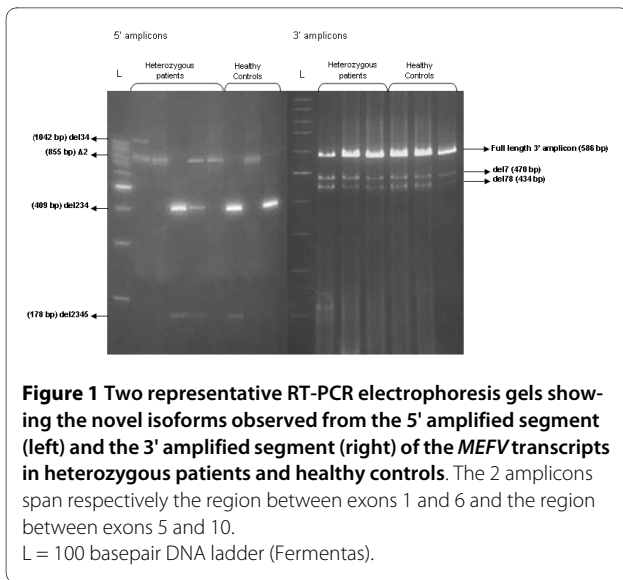 5' amplicons
3' amplicons
L
Heterozygous
patients
Healthy
Controls
L
Heterozygous
patients
Healthy
Controls
(1042 bp) del34
(855 bp) Δ2
(409 bp) del234
(178 bp) del2345
Full length 3' amplicon (586 bp)
del7 (470 bp)
del78 (434 bp)
Figure 1 Two representative RT-PCR electrophoresis gels show-
ing the novel isoforms observed from the 5' amplified segment
(left) and the 3' amplified segment (right) of the MEFV transcripts
in heterozygous patients and healthy controls. The 2 amplicons
span respectively the region between exons 1 and 6 and the region
between exons 5 and 10.
L = 100 basepair DNA ladder (Fermentas).